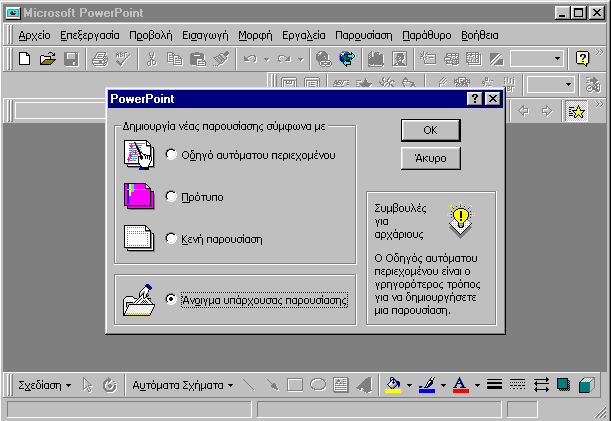 Microsoft PowerPoint
Αρχείο Επεξεργασία Προβολή Εισαγωγή Μορφή Εργαλεία Παρουσίαση Παράθυρο Βοήθεια
PowerPoint
Δημιουργία νέας παρουσίασης σύμφωνα με
Οδηγό αυτόματου περιεχομένου
Πρότυπο
Κενή παρουσίαση
Άνοιγμα υπάρχουσας παρουσίασης
OK
Άκυρο
Συμβουλές
για
αρχάριους
Ο Οδηγός αυτόματου
περιεχομένου είναι ο
γρηγορότερος τρόπος
για να δημιουργήσετε
μια παρουσίαση.
Σχεδίαση Αυτόματα Σχήματα